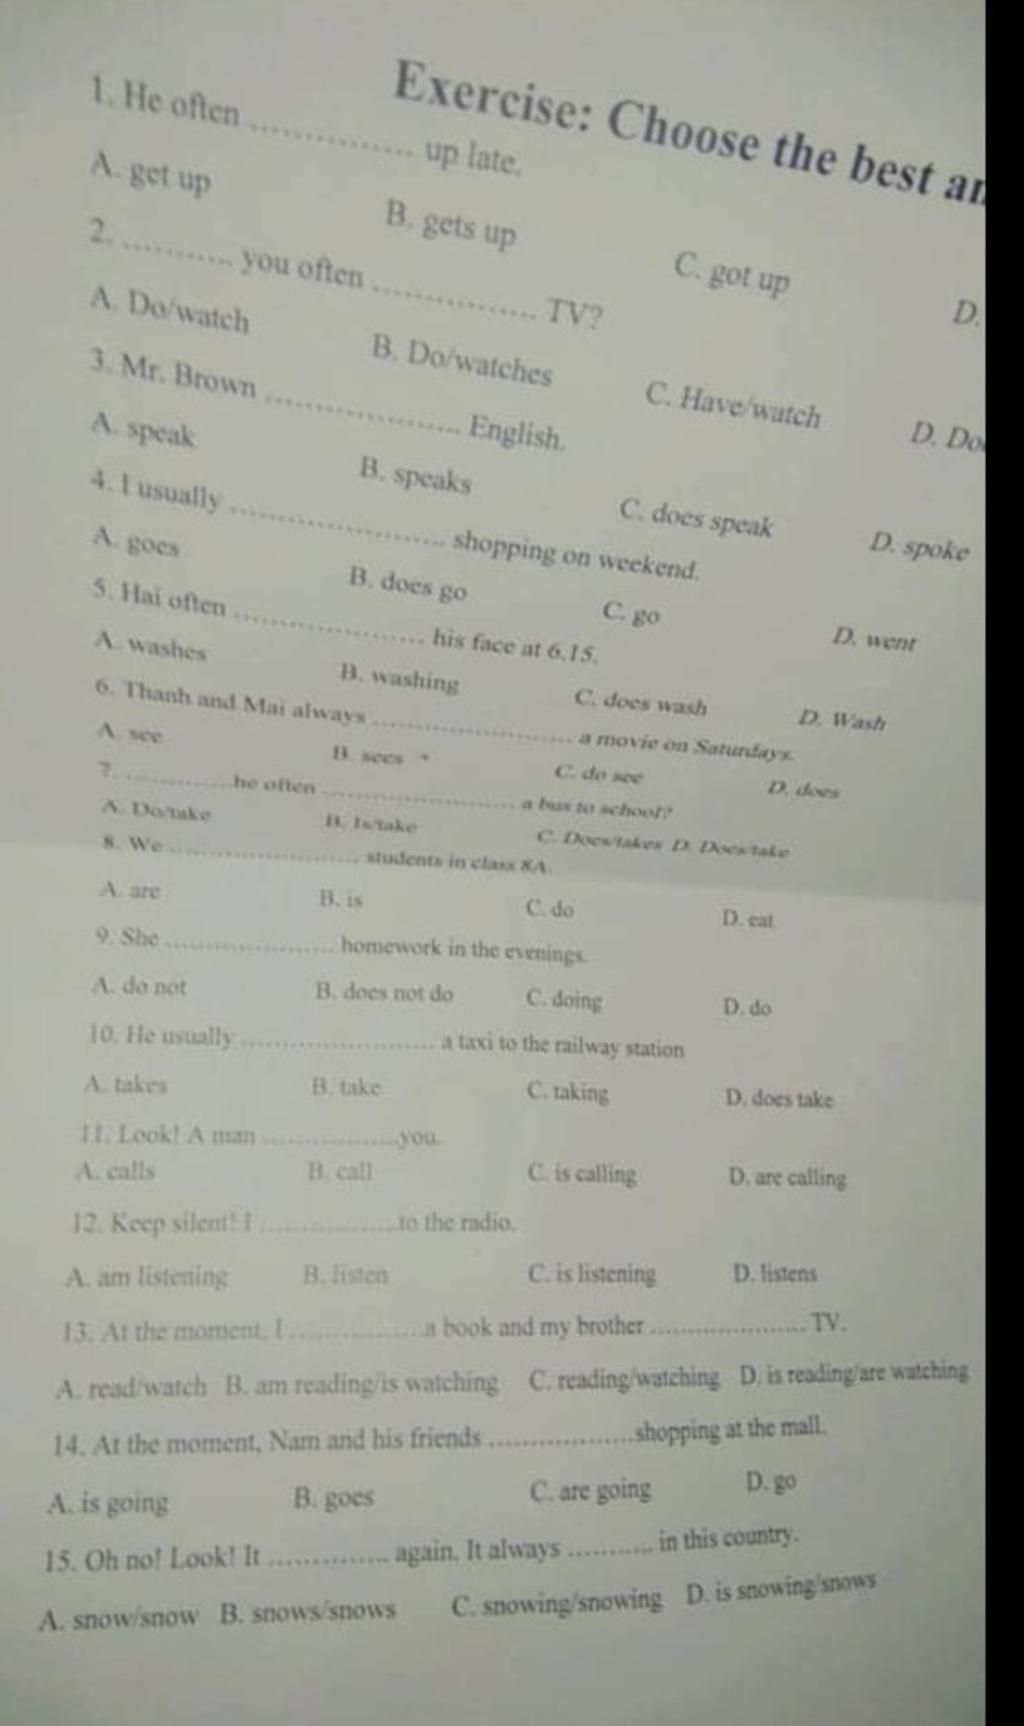 Exercise: Choose the best
1. He often ............... up late.
A. get up B. gets up C. got up D.
2. ........... you often ............... TV?
A. Do/watch B. Do/watches C. Have/watch D.
3. Mr. Brown .................. English.
A. speak B. speaks C. does speak D. spoke
4. I usually .................... shopping on weekend.
A. goes B. does go C. go D. went
5. Hai often .................... his face at 6.15.
A. washes B. washing C. does wash D. Wash
6. Thanh and Mai always ...................... a movie on Saturdays.
A. see B. sees C. do see D. does
7. ............he often ..................... a bus to school?
A. Do/take B. Is/take C. Does/takes D. Does/take
8. We ..................... students in class 8A.
A. are B. is C. do D. eat
9. She ................... homework in the evenings.
A. do not B. does not do C. doing D. do
10. He usually ...................... a taxi to the railway station
A. takes B. take C. taking D. does take
11. Look! A man ................you.
A. calls B. call C. is calling D. are calling
12. Keep silent! I ................to the radio.
A. am listening B. listen C. is listening D. listens
13. At the moment, I ................a book and my brother .................... TV.
A. read/watch B. am reading/is watching C. reading/watching D. is reading/are watching
14. At the moment, Nam and his friends ..................shopping at the mall.
A. is going B. goes C. are going D. go
15. Oh no! Look! It .............. again. It always ........... in this country.
A. snow/snow B. snows/snows C. snowing/snowing D. is snowing/snows